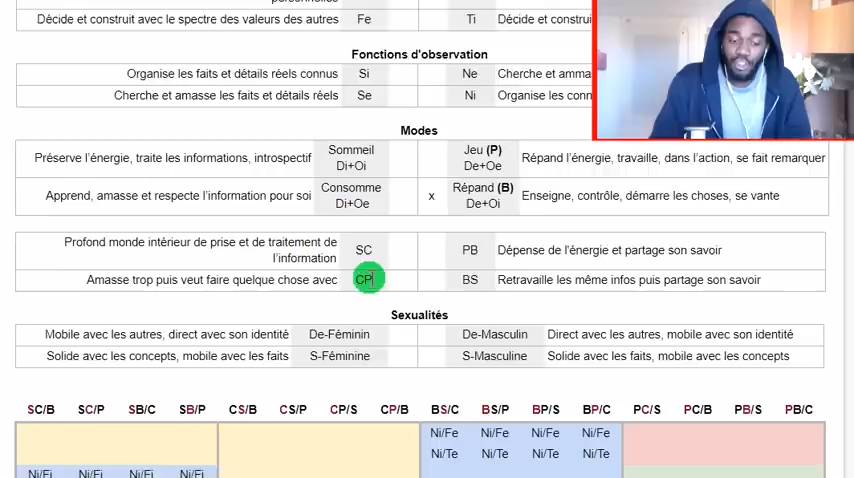 personnelles
Décide et construit avec le spectre des valeurs des autres Fe Ti Décide et construi
Fonctions d'observation
Organise les faits et détails réels connus Si Ne Cherche et amma
Cherche et amasse les faits et détails réels Se Ni Organise les conn
Modes
Préserve l'énergie, traite les informations, introspectif Sommeil Di+Oi Jeu (P) De+Oe Répand l'énergie, travaille, dans l'action, se fait remarquer
Apprend, amasse et respecte l'information pour soi Consomme Di+Oe x Répand (B) De+Oi Enseigne, contrôle, démarre les choses, se vante
Profond monde intérieur de prise et de traitement de l'information SC PB Dépense de l'énergie et partage son savoir
Amasse trop puis veut faire quelque chose avec CP BS Retravaille les même infos puis partage son savoir
Sexualités
Mobile avec les autres, direct avec son identité De-Féminin De-Masculin Direct avec les autres, mobile avec son identité
Solide avec les concepts, mobile avec les faits S-Féminine S-Masculine Solide avec les faits, mobile avec les concepts
SC/B SC/P SB/C SB/P CS/B CS/P CP/S CP/B BS/C BS/P BP/S BP/C PC/S PC/B PB/S PB/C
Ni/Fe Ni/Fe Ni/Fe Ni/Fe
Ni/Te Ni/Te Ni/Te Ni/Te
Ni/Fi Ni/Fi Ni/Fi Ni/Fi